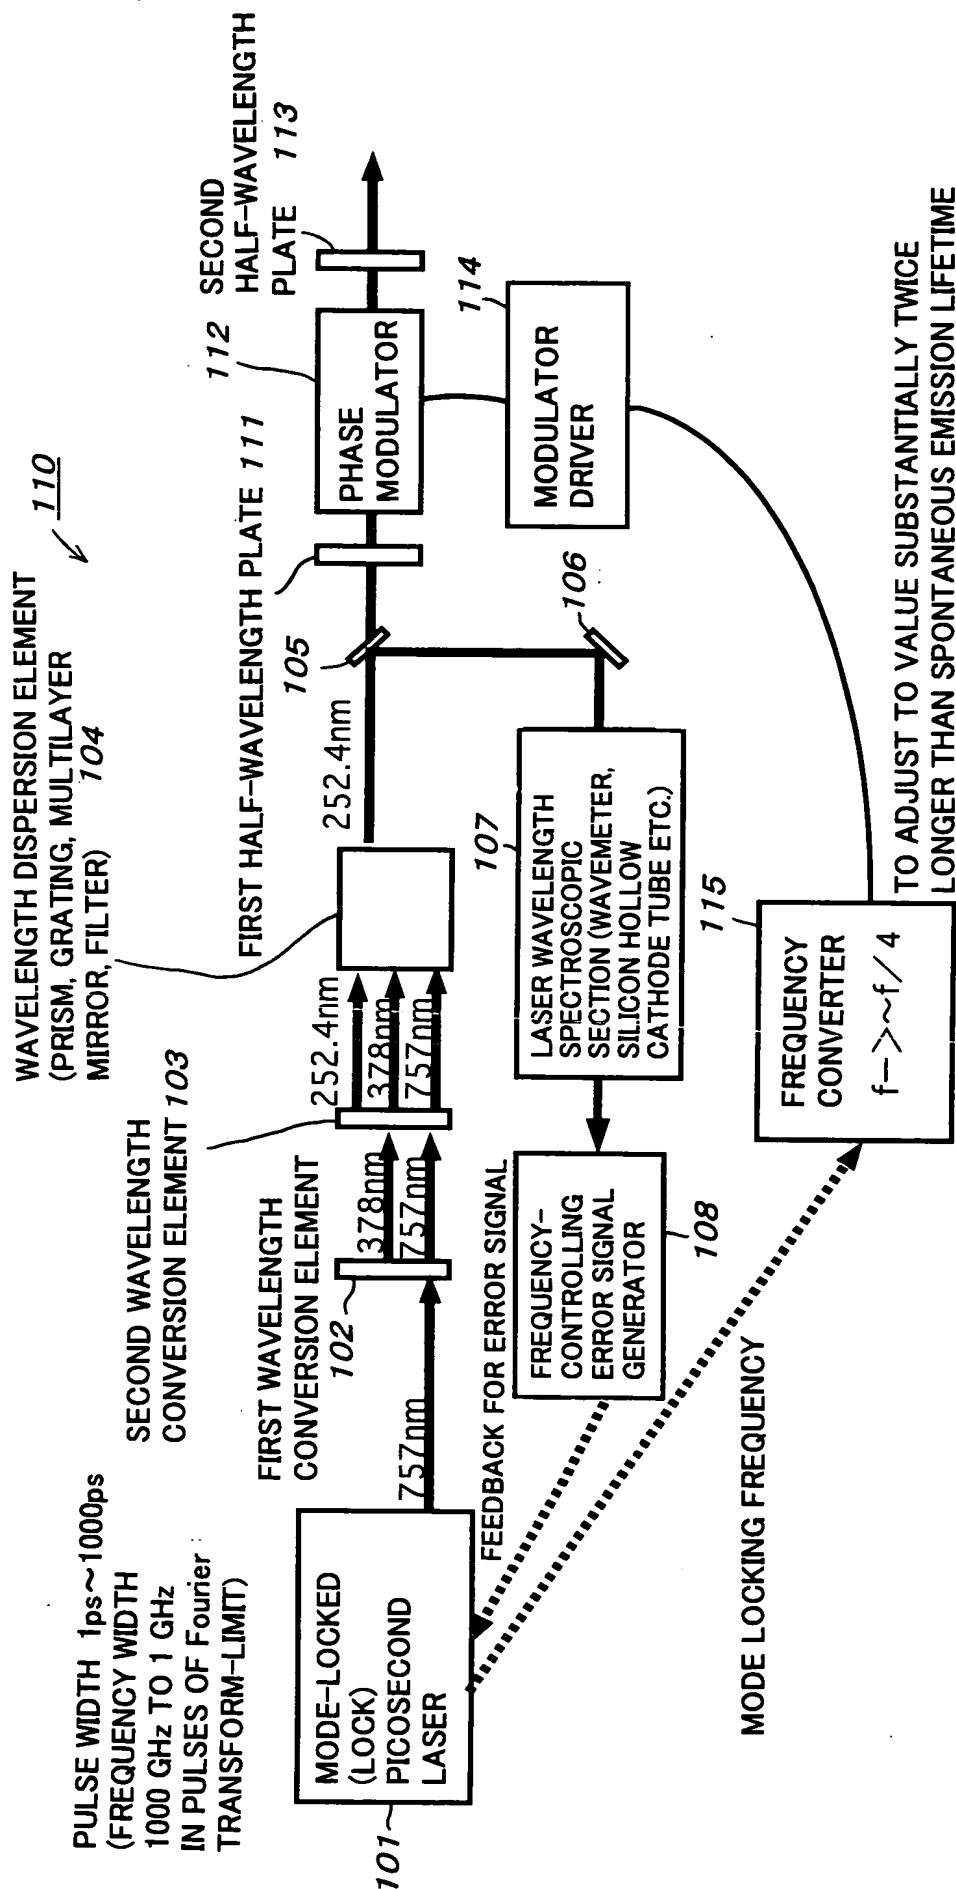 PULSE WIDTH 1ps~1000ps
(FREQUENCY WIDTH
1000 GHz TO 1 GHz
IN PULSES OF Fourier
TRANSFORM-LIMIT)
MODE-LOCKED
(LOCK)
PICOSECOND
LASER
101
757nm
FIRST WAVELENGTH
CONVERSION ELEMENT
102
378nm
757nm
SECOND WAVELENGTH
CONVERSION ELEMENT 103
252.4nm
378nm
757nm
WAVELENGTH DISPERSION ELEMENT
(PRISM, GRATING, MULTILAYER
MIRROR, FILTER) 104
110
252.4nm
105
106
FIRST HALF-WAVELENGTH PLATE 111
PHASE
MODULATOR
112
SECOND
HALF-WAVELENGTH
PLATE 113
MODULATOR
DRIVER
114
LASER WAVELENGTH
SPECTROSCOPIC
SECTION (WAVEMETER,
SILICON HOLLOW
CATHODE TUBE ETC.)
107
FREQUENCY-
CONTROLLING
ERROR SIGNAL
GENERATOR
108
FEEDBACK FOR ERROR SIGNAL
MODE LOCKING FREQUENCY
FREQUENCY
CONVERTER
f->~f/4
115
TO ADJUST TO VALUE SUBSTANTIALLY TWICE
LONGER THAN SPONTANEOUS EMISSION LIFETIME